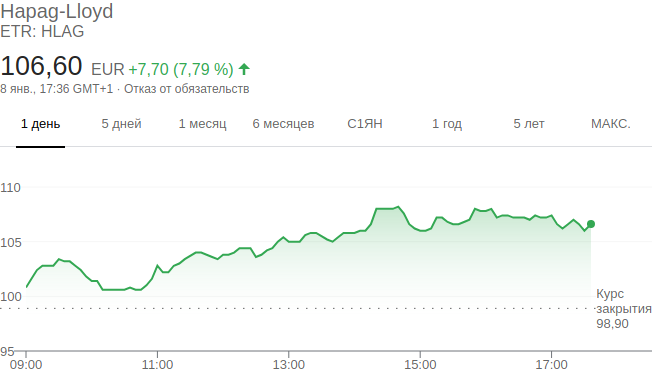 Hapag-Lloyd
ETR: HLAG
106,60 EUR +7,70 (7,79 %)
8 янв., 17:36 GMT+1 · Отказ от обязательств
1 день 5 дней 1 месяц 6 месяцев С1ЯН 1 год 5 лет МАКС.
110
105
100
Курс
закрытия
98,90
95
09:00 11:00 13:00 15:00 17:00